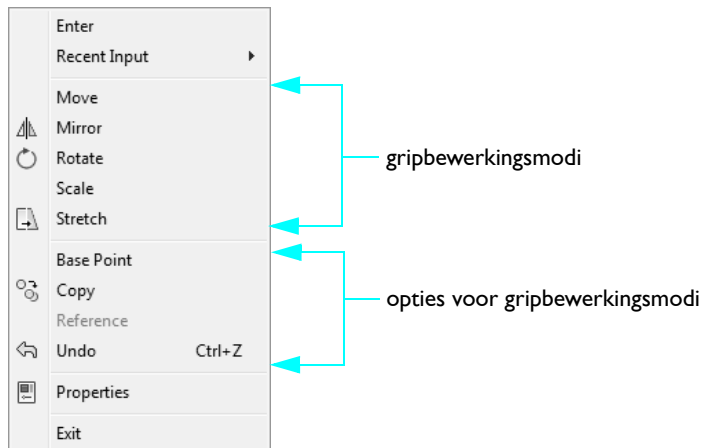 Enter
Recent Input
Move
Mirror
Rotate
Scale
Stretch
gripbewerkingsmodi
Base Point
Copy
Reference
Undo Ctrl+Z
opties voor gripbewerkingsmodi
Properties
Exit